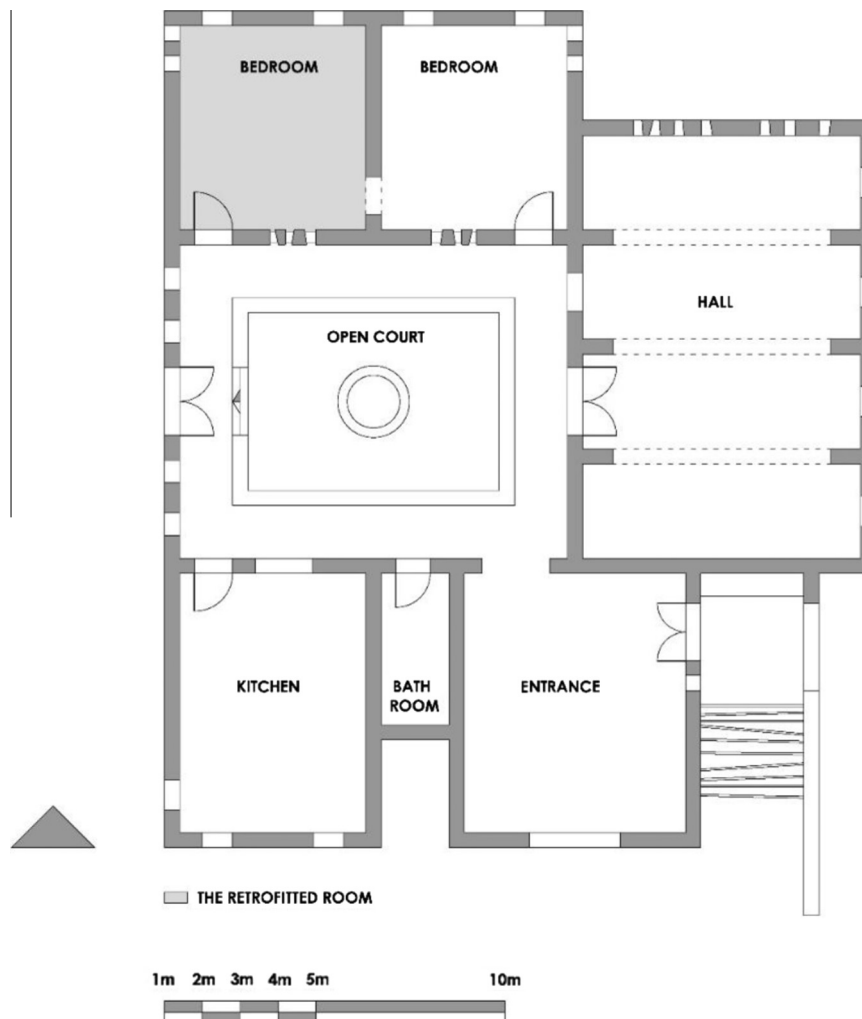 BEDROOM
BEDROOM
HALL
OPEN COURT
KITCHEN
BATH
ROOM
ENTRANCE
THE RETROFITTED ROOM
1m 2m 3m 4m 5m 10m